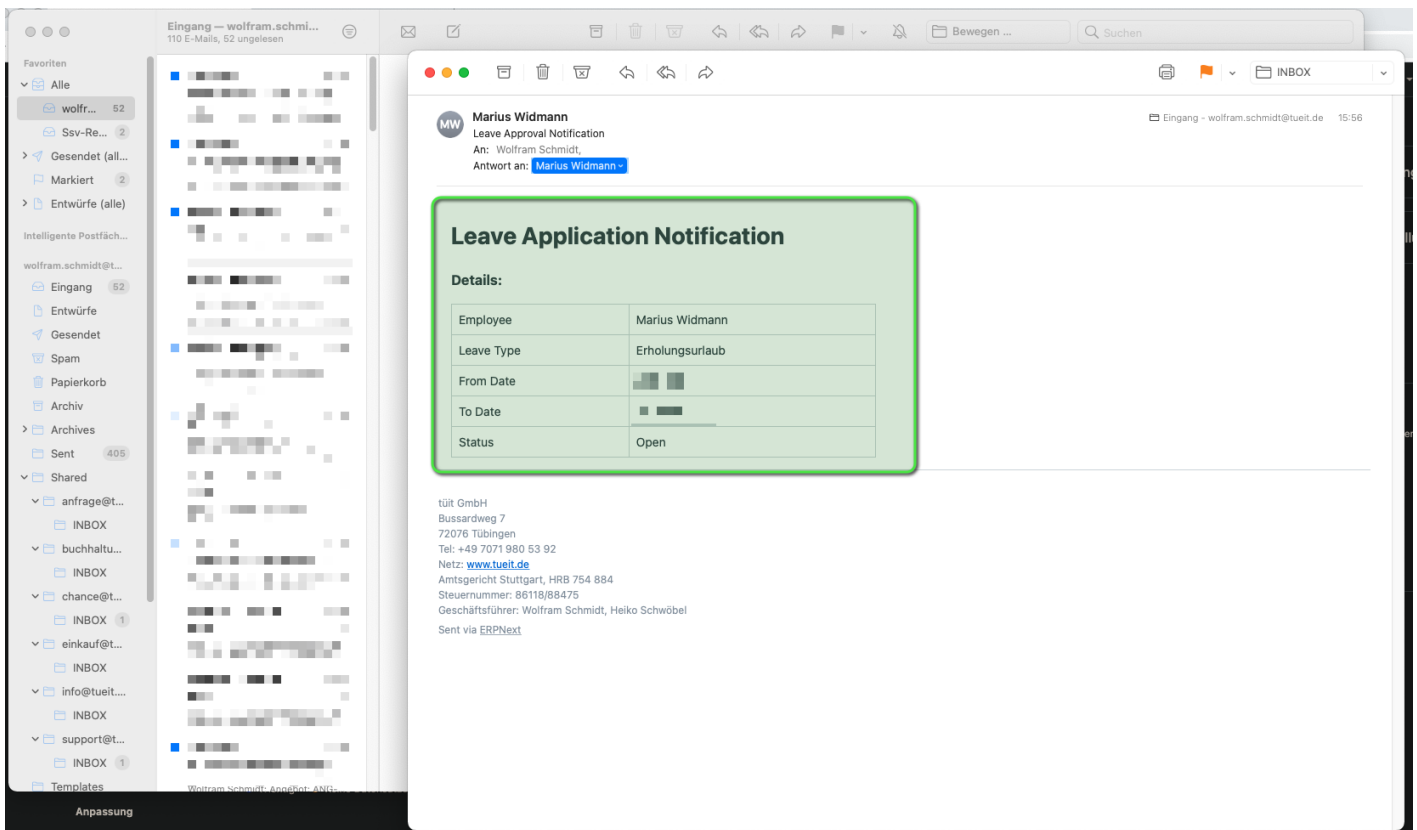 Eingang — wolfram.schmi...
110 E-Mails, 52 ungelesen
Bewegen ...
Suchen
Favoriten
Alle
wolfr... 52
Ssv-Re... 2
Gesendet (all...
Markiert 2
Entwürfe (alle)
Intelligente Postfäch...
wolfram.schmidt@t...
Eingang 52
Entwürfe
Gesendet
Spam
Papierkorb
Archiv
Archives
Sent 405
Shared
anfrage@t...
INBOX
buchhaltu...
INBOX
chance@t...
INBOX 1
einkauf@t...
INBOX
info@tueit....
INBOX
support@t...
INBOX 1
Templates
Anpassung
Wolfram Schmidt: Angebot: ANG-
INBOX
MW
Marius Widmann
Eingang - wolfram.schmidt@tueit.de 15:56
Leave Approval Notification
An: Wolfram Schmidt,
Antwort an: Marius Widmann
Leave Application Notification
Details:
Employee Marius Widmann
Leave Type Erholungsurlaub
From Date
To Date
Status Open
tüit GmbH
Bussardweg 7
72076 Tübingen
Tel: +49 7071 980 53 92
Netz: www.tueit.de
Amtsgericht Stuttgart, HRB 754 884
Steuernummer: 86118/88475
Geschäftsführer: Wolfram Schmidt, Heiko Schwöbel
Sent via ERPNext